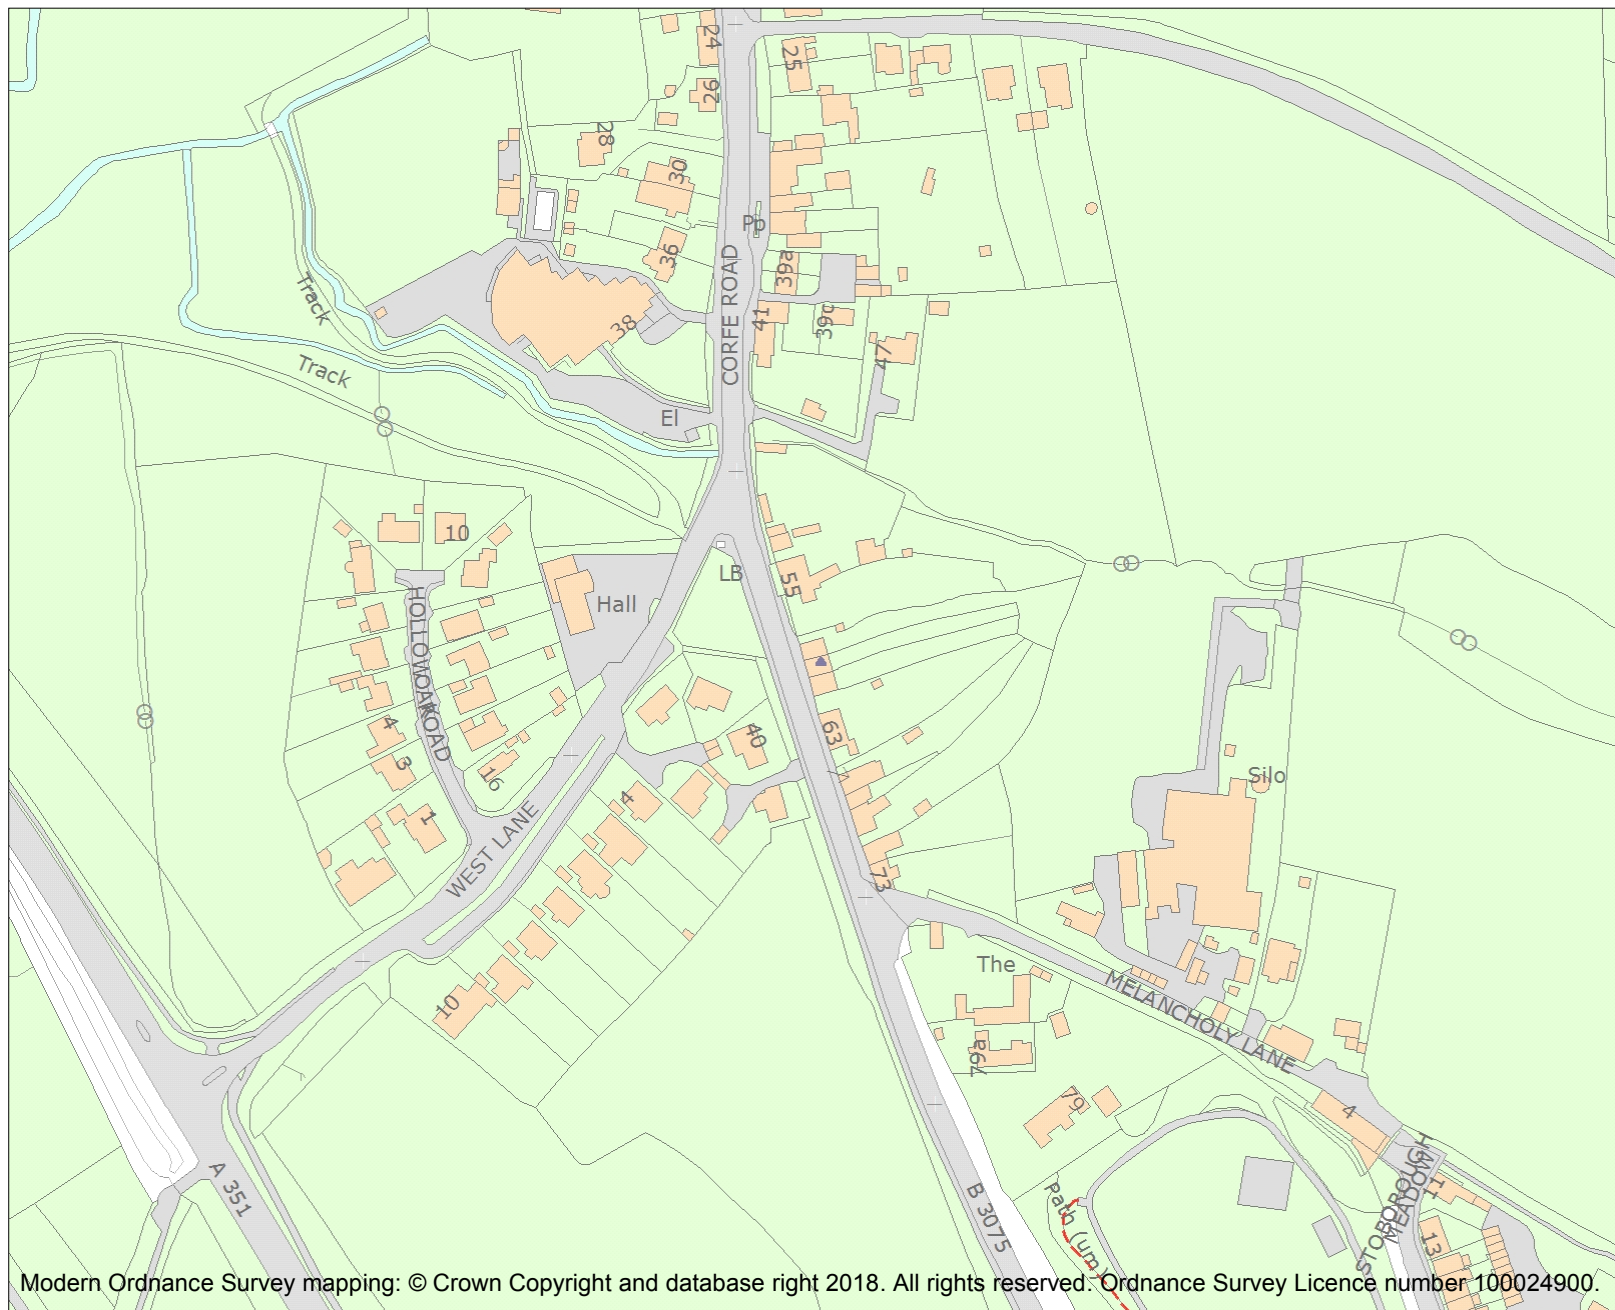 24
25
26
28
30
Pp
36
39a
CORFE ROAD
Track
38
41
39c
47
Track
El
10
LB
55
Hall
HOLLOWOAK
ROAD
4
63
40
3
16
Silo
4
1
WEST LANE
73
The
MELANCHOLY LANE
10
79a
79
4
STOBOROUGH
MEADOW
11
A 351
B 3075
Path (um)
13
Modern Ordnance Survey mapping: © Crown Copyright and database right 2018. All rights reserved. Ordnance Survey Licence number 100024900.